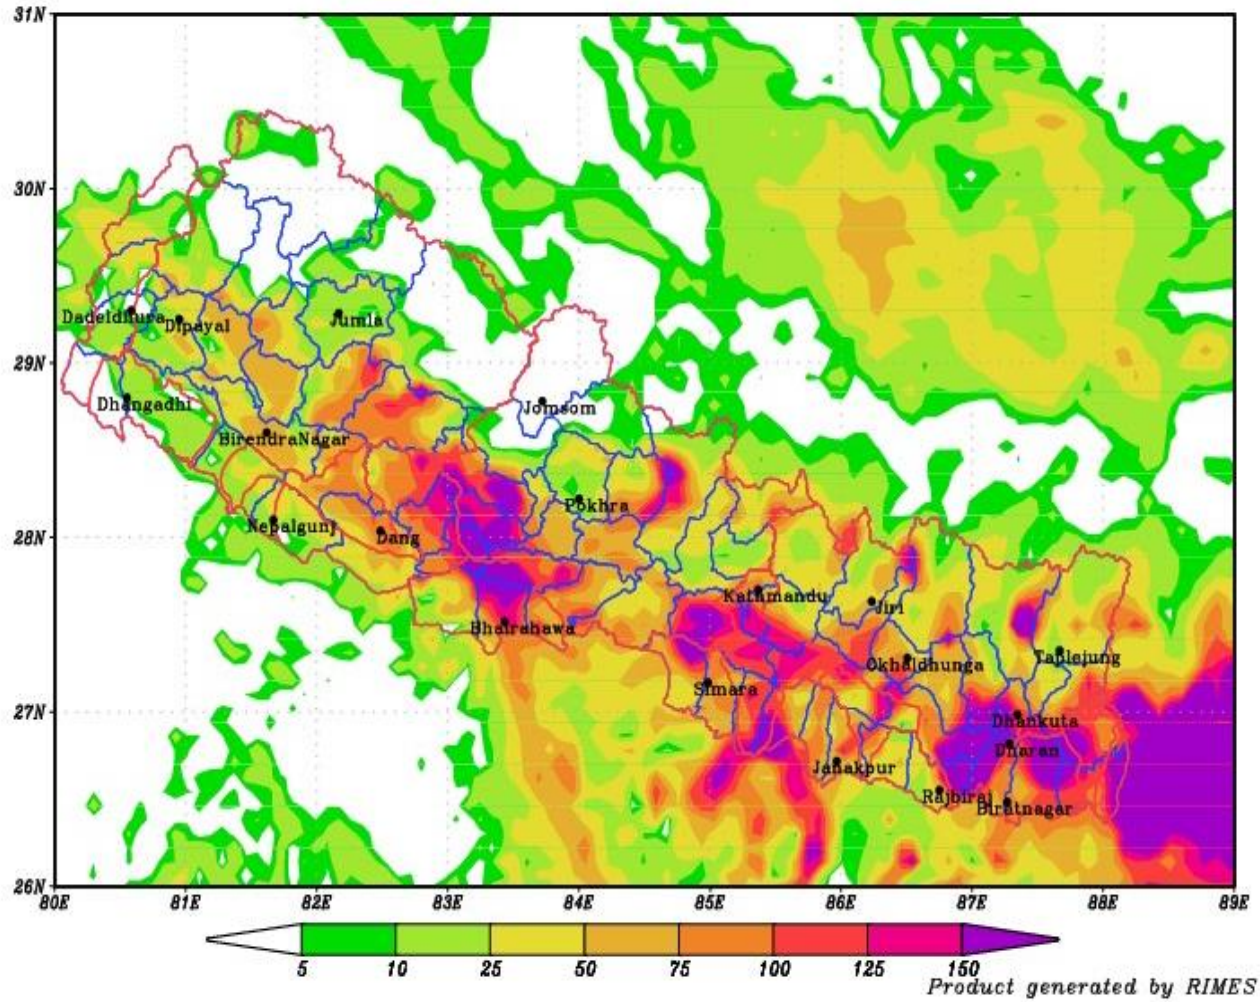 31N
30N
Dadeldhura
Dipayal
Jumla
29N
Dhangadhi
Jomsom
BirendraNagar
Nepalgunj
Pokhra
28N
Dang
Kathmandu
Jiri
Bhairahawa
Okhaldhunga
Taplejung
Simara
27N
Dhankuta
Dharan
Janakpur
Rajbiraj
Biratnagar
26N
80E 81E 82E 83E 84E 85E 86E 87E 88E 89E
5 10 25 50 75 100 125 150
Product generated by RIMES